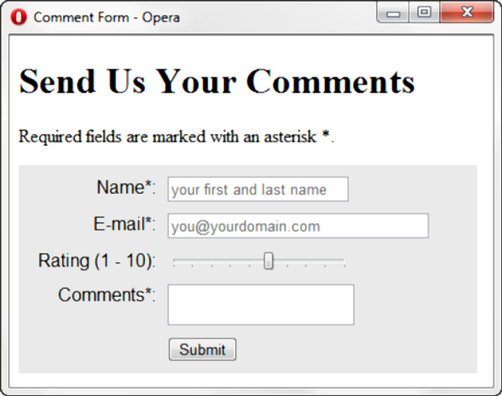 Comment Form - Opera
Send Us Your Comments
Required fields are marked with an asterisk *.
Name*: your first and last name
E-mail*: you@yourdomain.com
Rating (1 - 10):
Comments*:
Submit